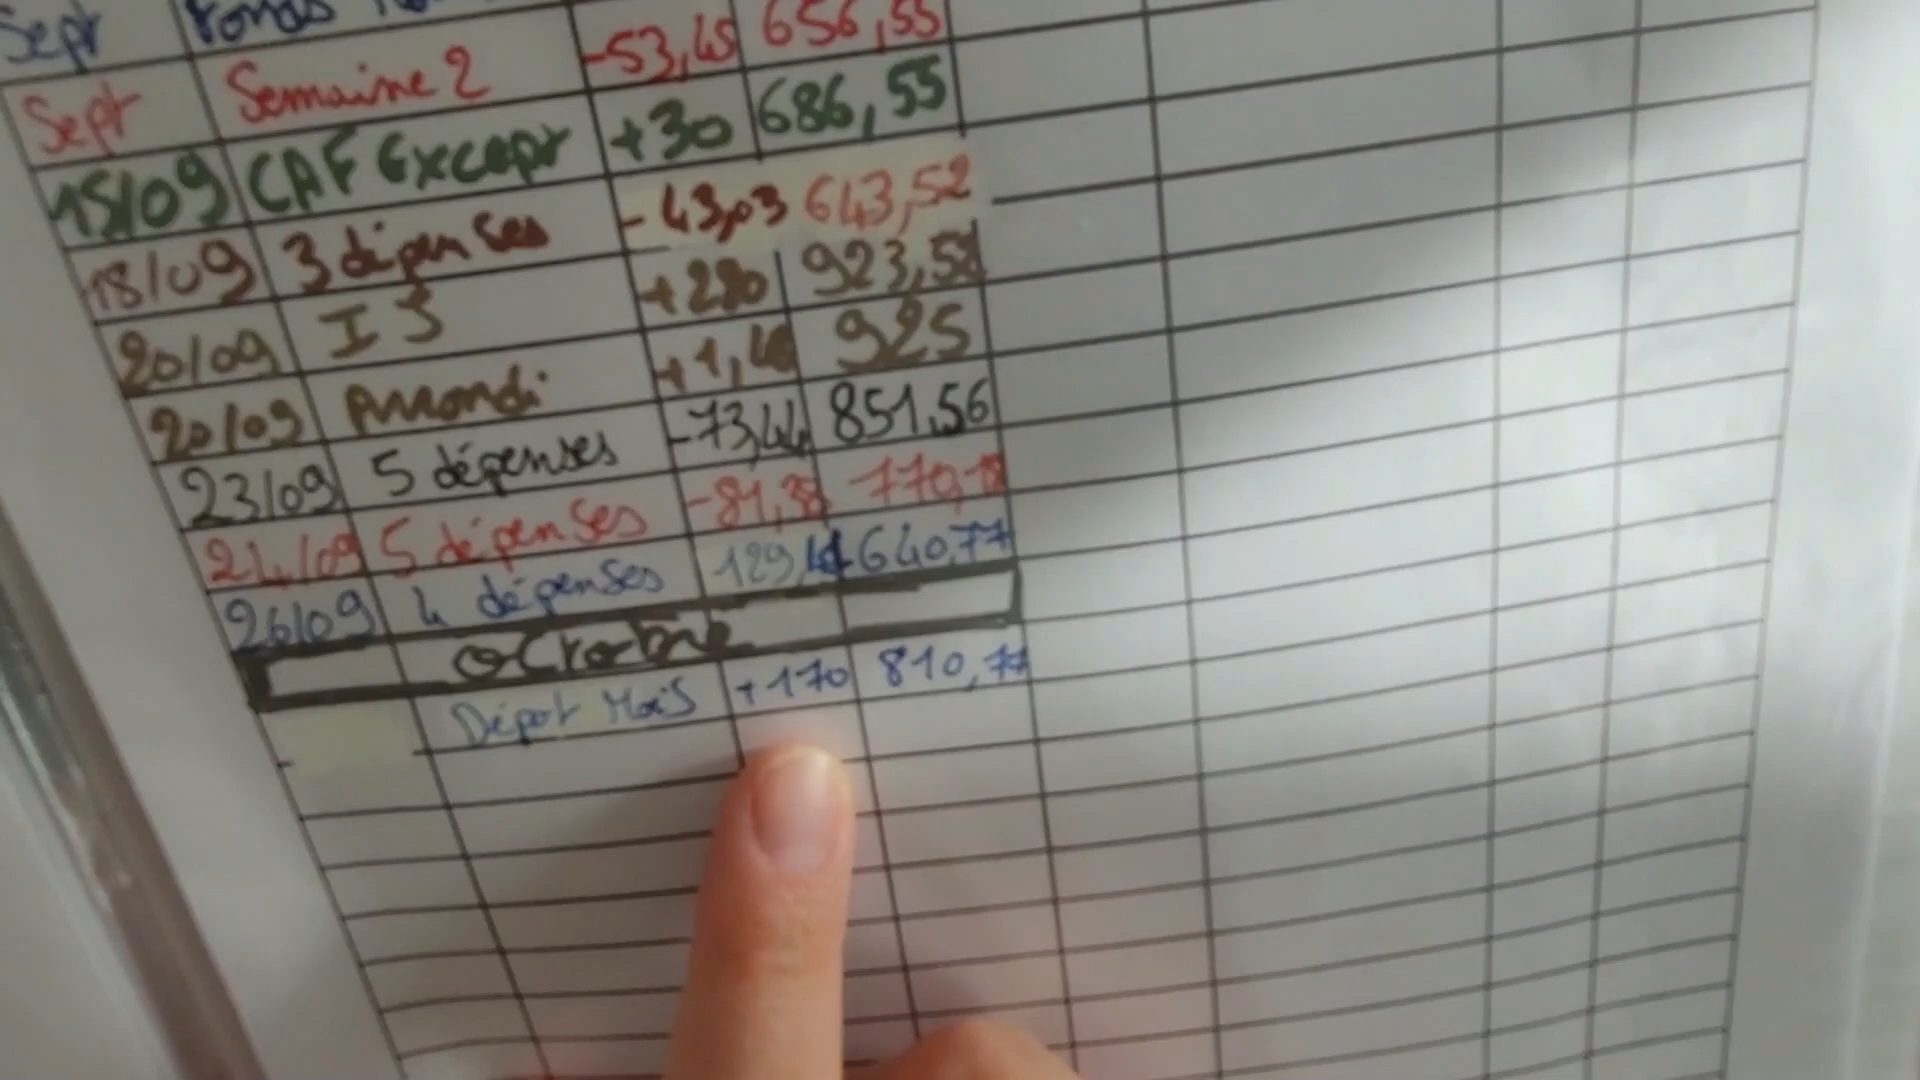 Sept
Sept Semaine 2 -53,45 656,55
15/09 CAF Except +30 686,55
18/09 3 dépenses -43,03 643,52
20/09 IJ +280 923,52
20/09 +1,48 925
23/09 5 dépenses -73,44 851,56
24/09 5 dépenses -81,38 770,18
26/09 4 dépenses 129,41 640,77
octobre
Dépot Mois +170 810,77